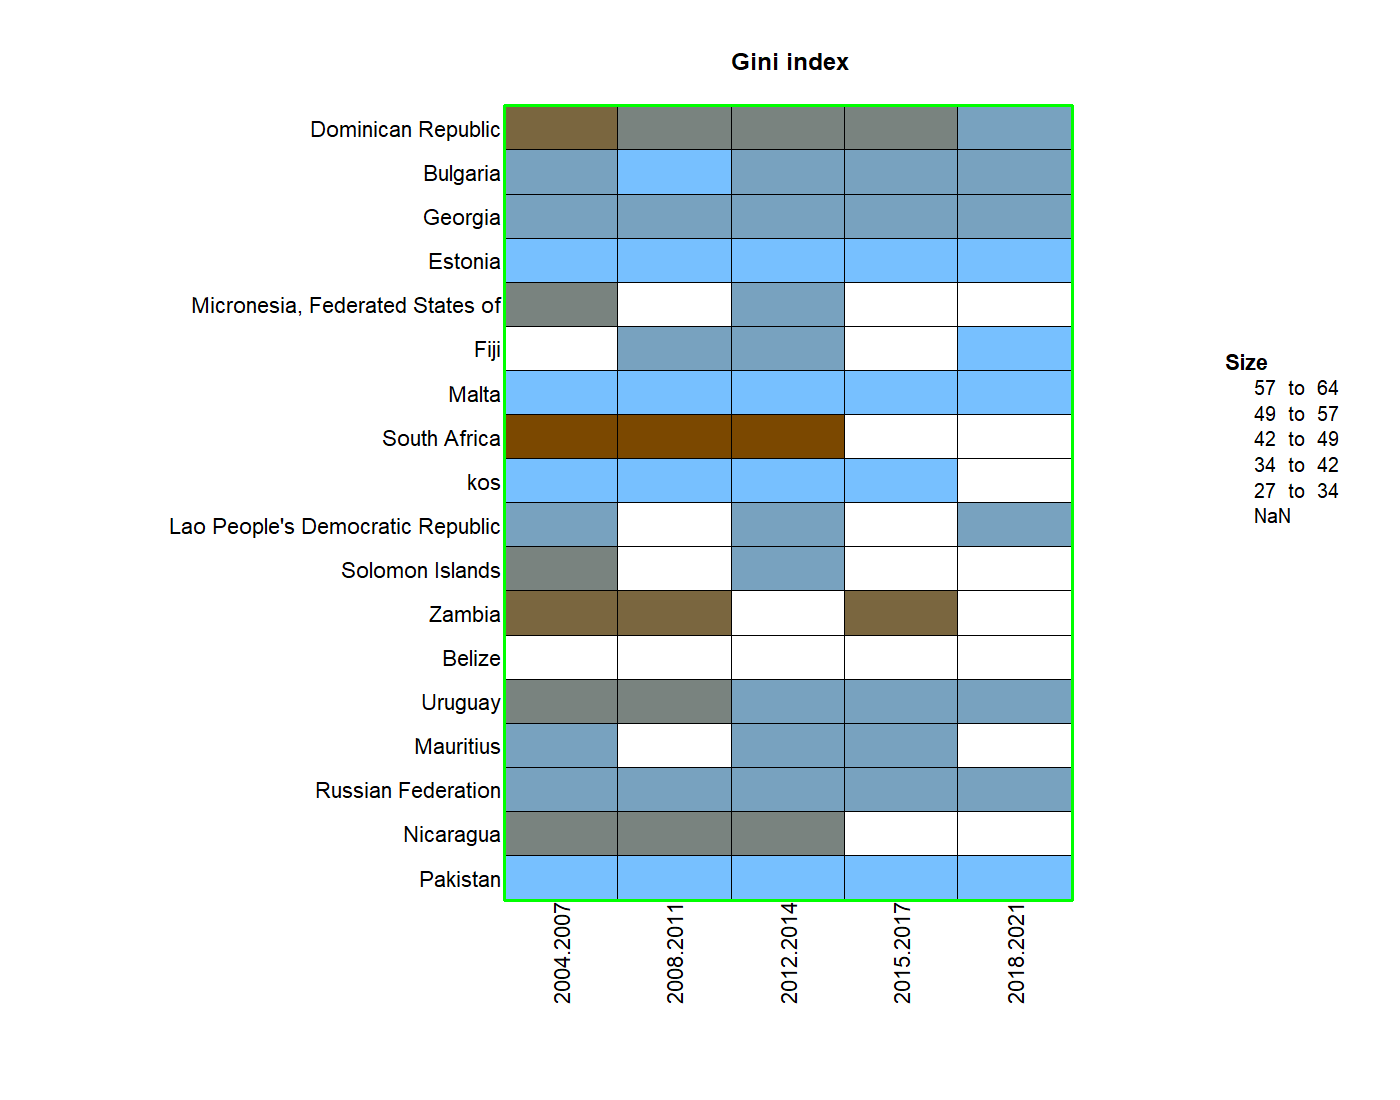 Gini index
Dominican Republic
Bulgaria
Georgia
Estonia
Micronesia, Federated States of
Fiji
Malta
South Africa
kos
Lao People's Democratic Republic
Solomon Islands
Zambia
Belize
Uruguay
Mauritius
Russian Federation
Nicaragua
Pakistan
2004.2007
2008.2011
2012.2014
2015.2017
2018.2021
Size
57 to 64
49 to 57
42 to 49
34 to 42
27 to 34
NaN